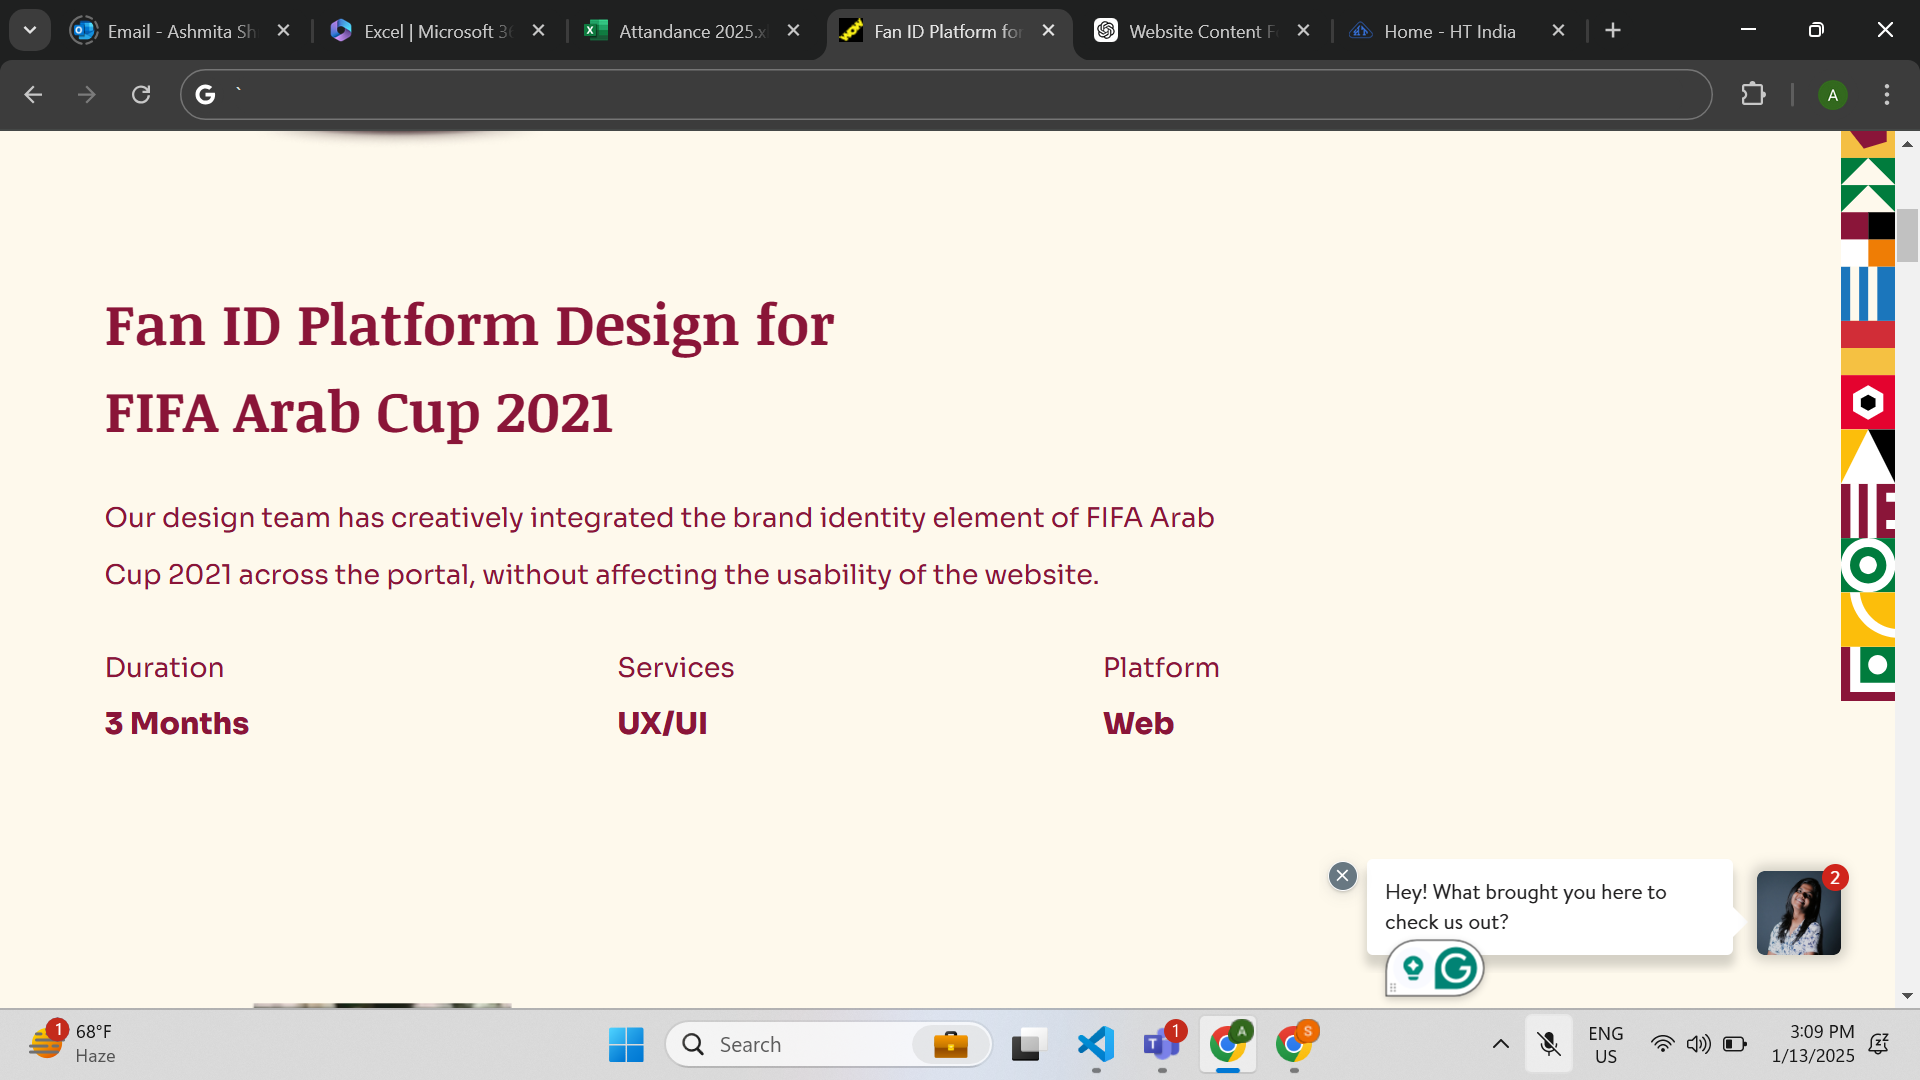 Email - Ashmita Sh
Excel | Microsoft 36
Attandance 2025.x
Fan ID Platform for
Website Content F
Home - HT India
`
A
Fan ID Platform Design for
FIFA Arab Cup 2021
Our design team has creatively integrated the brand identity element of FIFA Arab
Cup 2021 across the portal, without affecting the usability of the website.
Duration
Services
Platform
3 Months
UX/UI
Web
Hey! What brought you here to
check us out?
2
1
68°F
Haze
Search
1
A
S
ENG
US
3:09 PM
1/13/2025